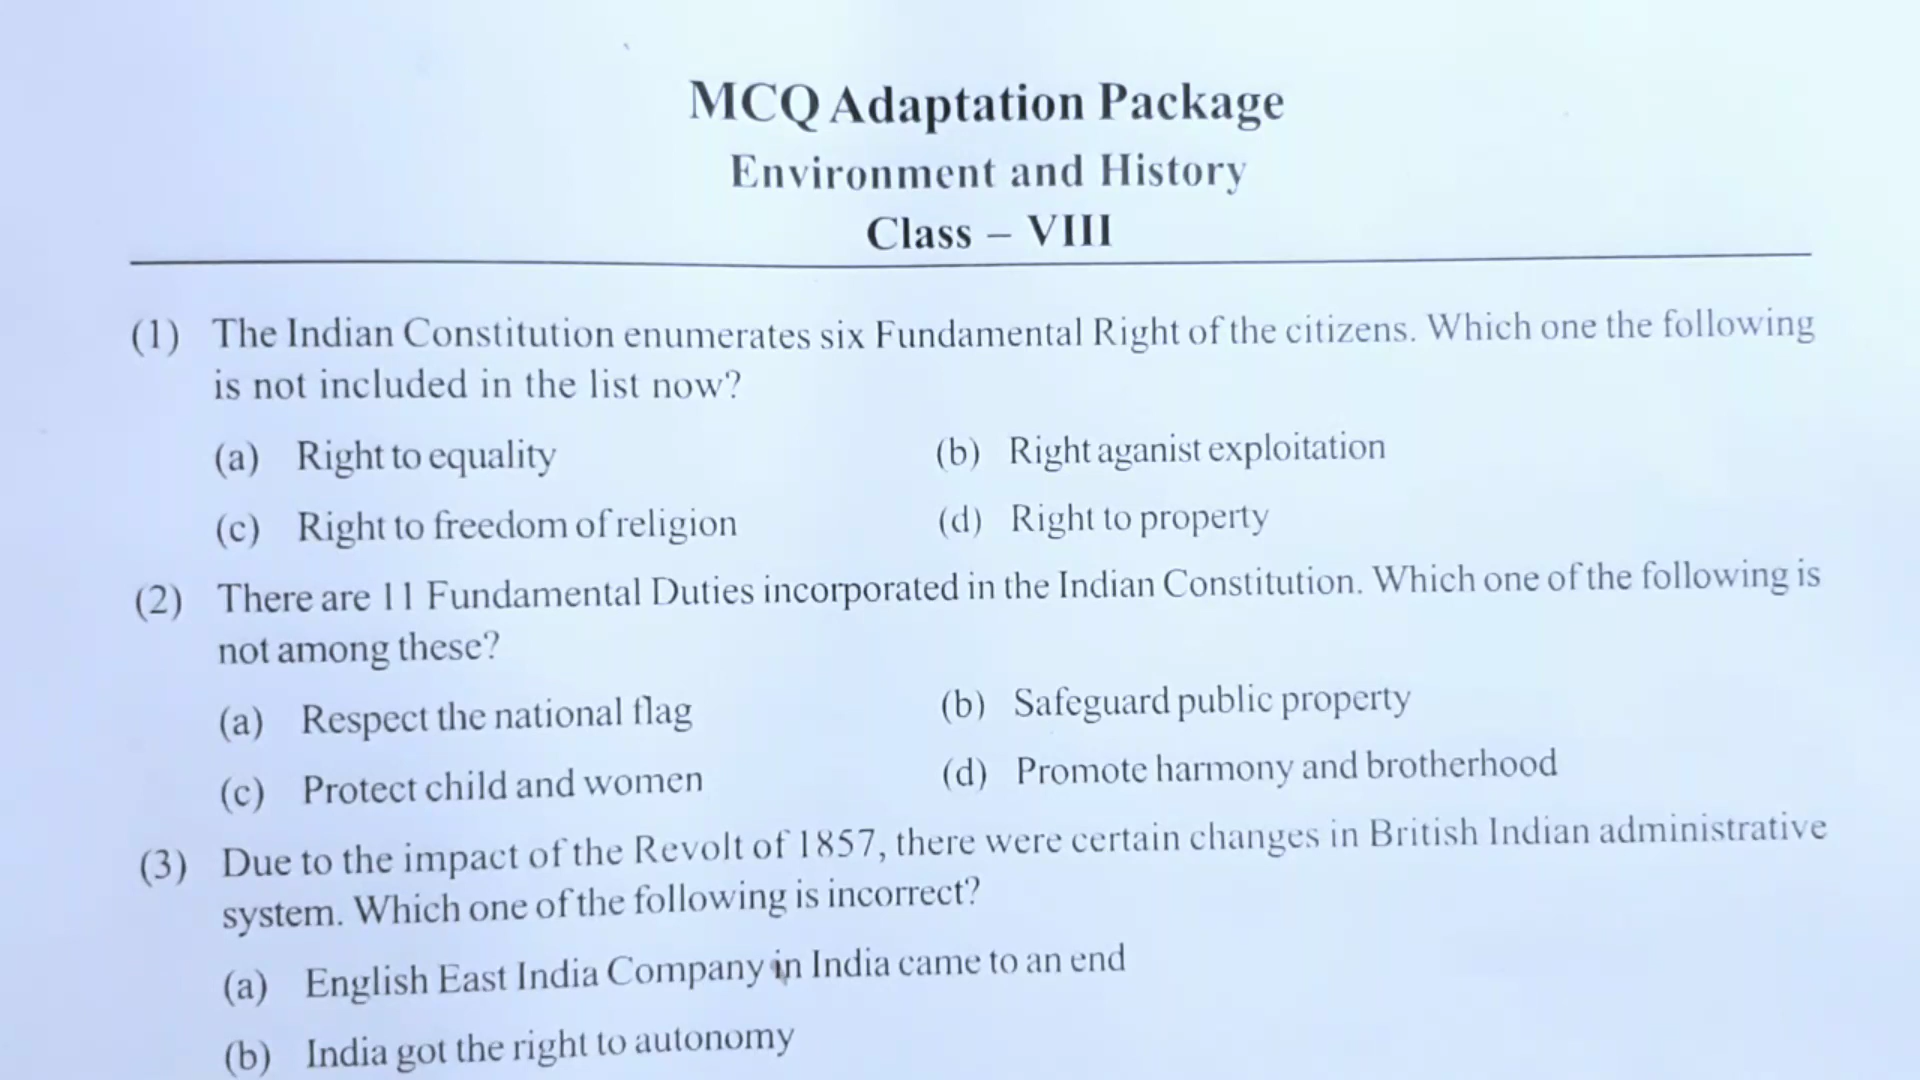 MCQ Adaptation Package
Environment and History
Class – VIII
(1) The Indian Constitution enumerates six Fundamental Right of the citizens. Which one the following
is not included in the list now?
(a) Right to equality (b) Right aganist exploitation
(c) Right to freedom of religion (d) Right to property
(2) There are 11 Fundamental Duties incorporated in the Indian Constitution. Which one of the following is
not among these?
(a) Respect the national flag (b) Safeguard public property
(c) Protect child and women (d) Promote harmony and brotherhood
(3) Due to the impact of the Revolt of 1857, there were certain changes in British Indian administrative
system. Which one of the following is incorrect?
(a) English East India Company in India came to an end
(b) India got the right to autonomy